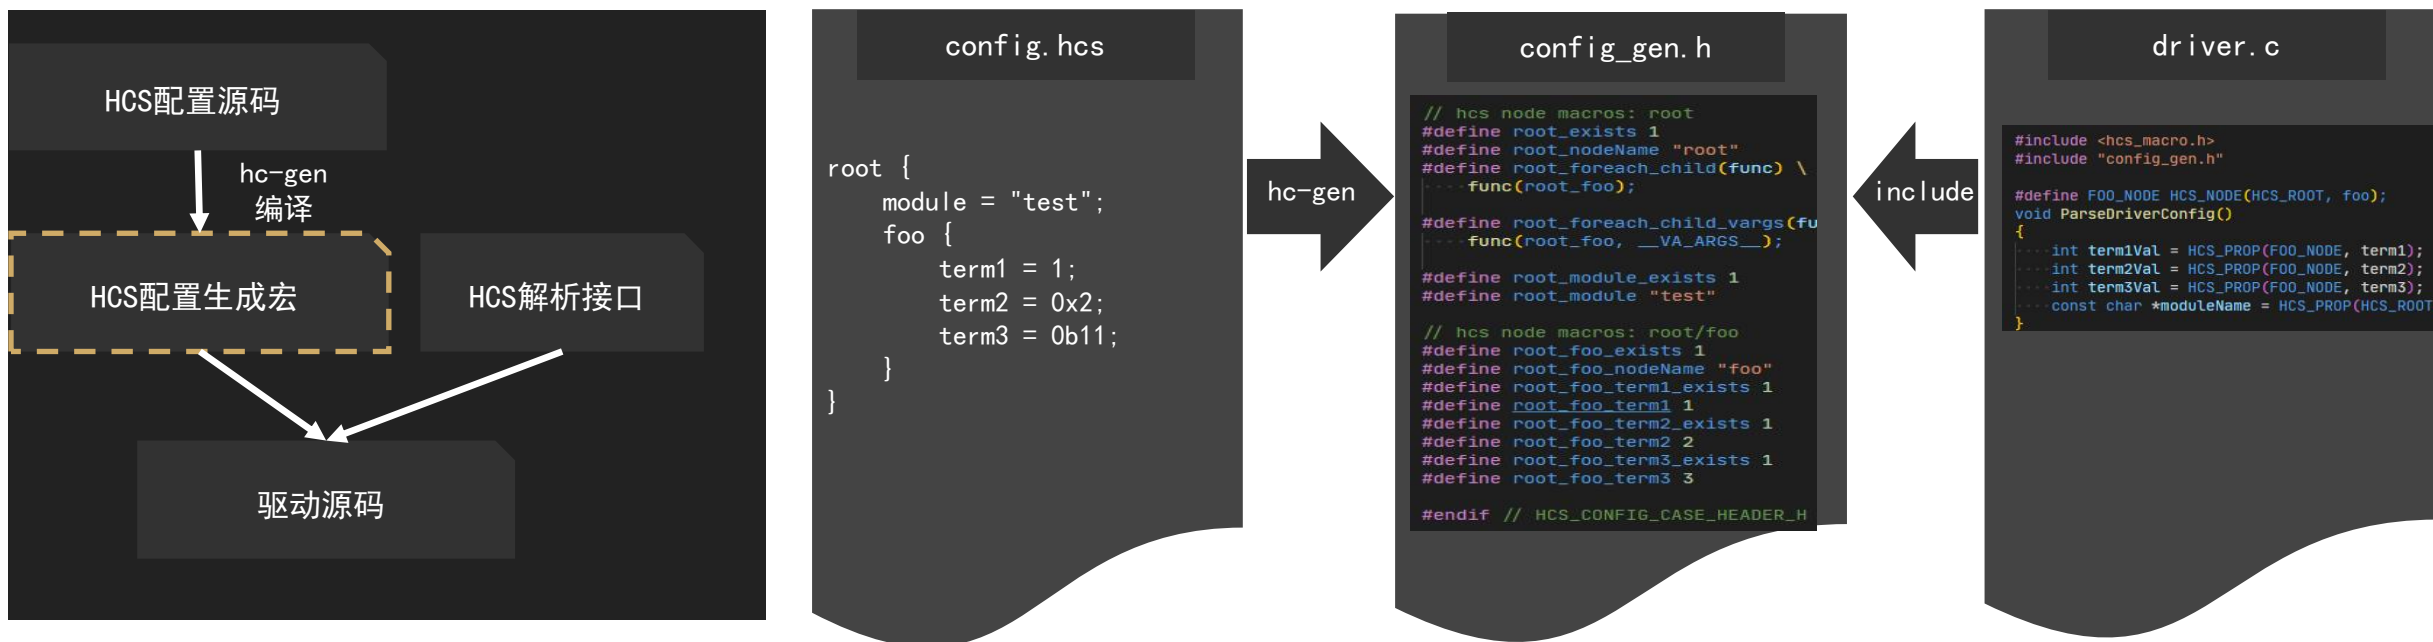 HCS配置源码
hc-gen
编译
HCS配置生成宏
HCS解析接口
驱动源码
config.hcs
root {
module = "test";
foo {
term1 = 1;
term2 = 0x2;
term3 = 0b11;
}
}
hc-gen
config_gen.h
// hcs node macros: root
#define root_exists 1
#define root_nodeName "root"
#define root_foreach_child(func) \
func(root_foo);
#define root_foreach_child_vargs(fu
func(root_foo, __VA_ARGS__);
#define root_module_exists 1
#define root_module "test"
// hcs node macros: root/foo
#define root_foo_exists 1
#define root_foo_nodeName "foo"
#define root_foo_term1_exists 1
#define root_foo_term1 1
#define root_foo_term2_exists 1
#define root_foo_term2 2
#define root_foo_term3_exists 1
#define root_foo_term3 3
#endif // HCS_CONFIG_CASE_HEADER_H
include
driver.c
#include <hcs_macro.h>
#include "config_gen.h"
#define FOO_NODE HCS_NODE(HCS_ROOT, foo);
void ParseDriverConfig()
{
int term1Val = HCS_PROP(FOO_NODE, term1);
int term2Val = HCS_PROP(FOO_NODE, term2);
int term3Val = HCS_PROP(FOO_NODE, term3);
const char *moduleName = HCS_PROP(HCS_ROOT
}